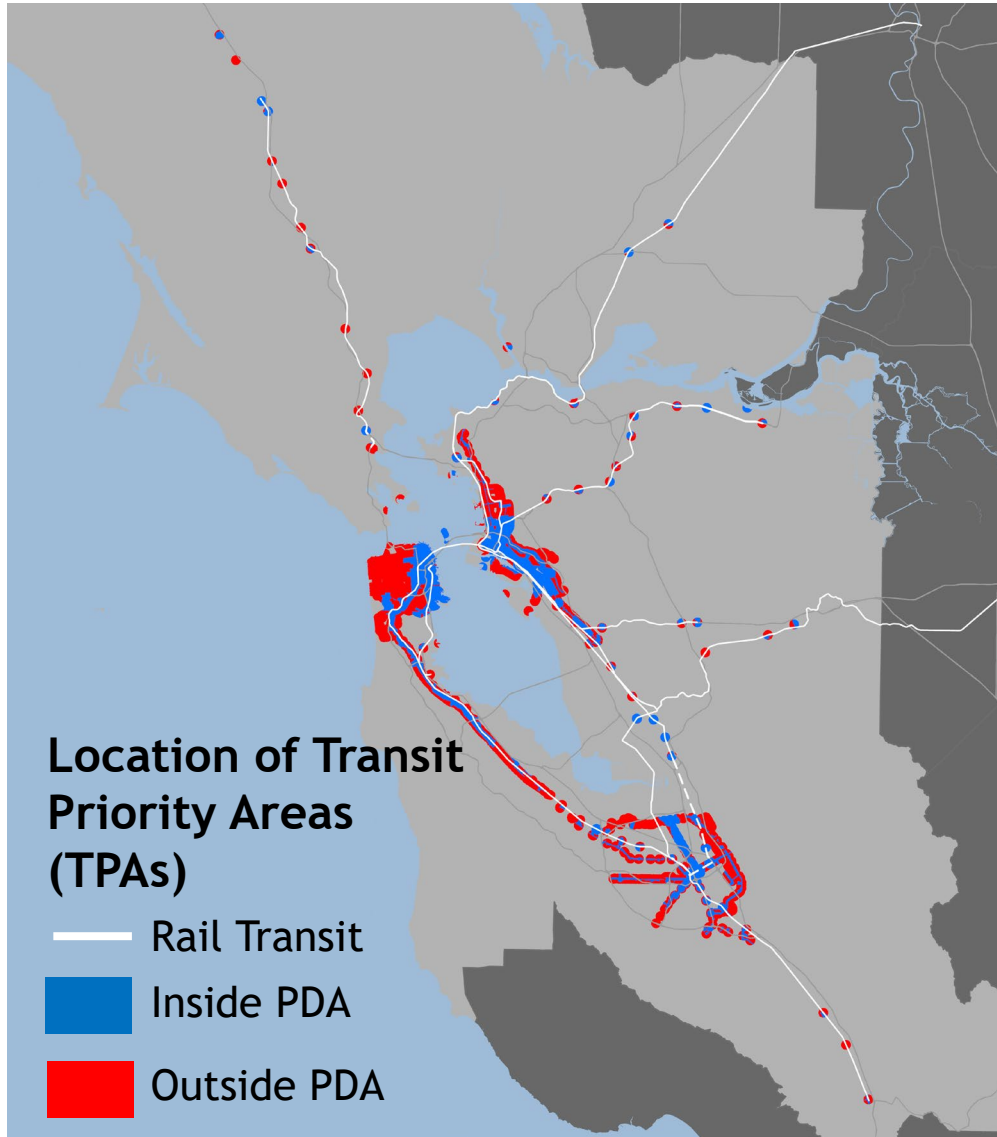 Location of Transit
Priority Areas
(TPAs)
Rail Transit
Inside PDA
Outside PDA